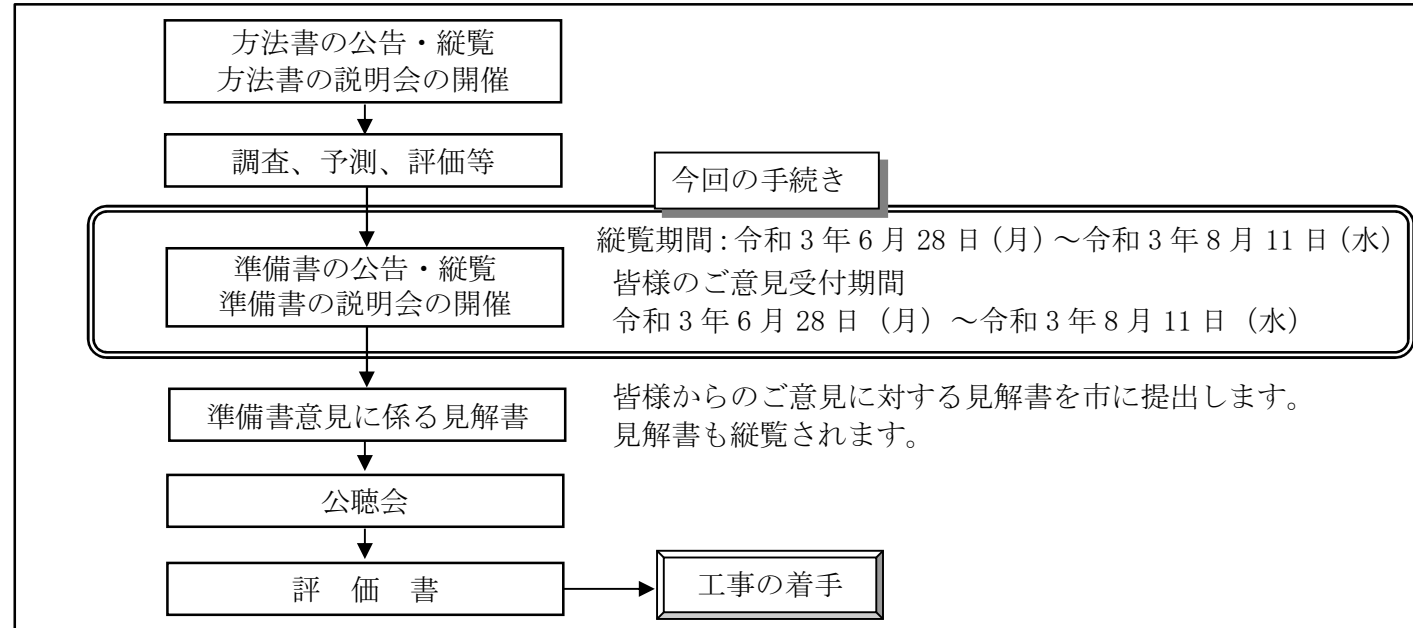 方法書の公告・縦覧
方法書の説明会の開催
調査、予測、評価等
今回の手続き
準備書の公告・縦覧
準備書の説明会の開催
縦覧期間:令和3年6月28日(月)～令和3年8月11日(水)
皆様のご意見受付期間
令和3年6月28日（月）～令和3年8月11日（水）
準備書意見に係る見解書
皆様からのご意見に対する見解書を市に提出します。
見解書も縦覧されます。
公聴会
評　価　書
工事の着手